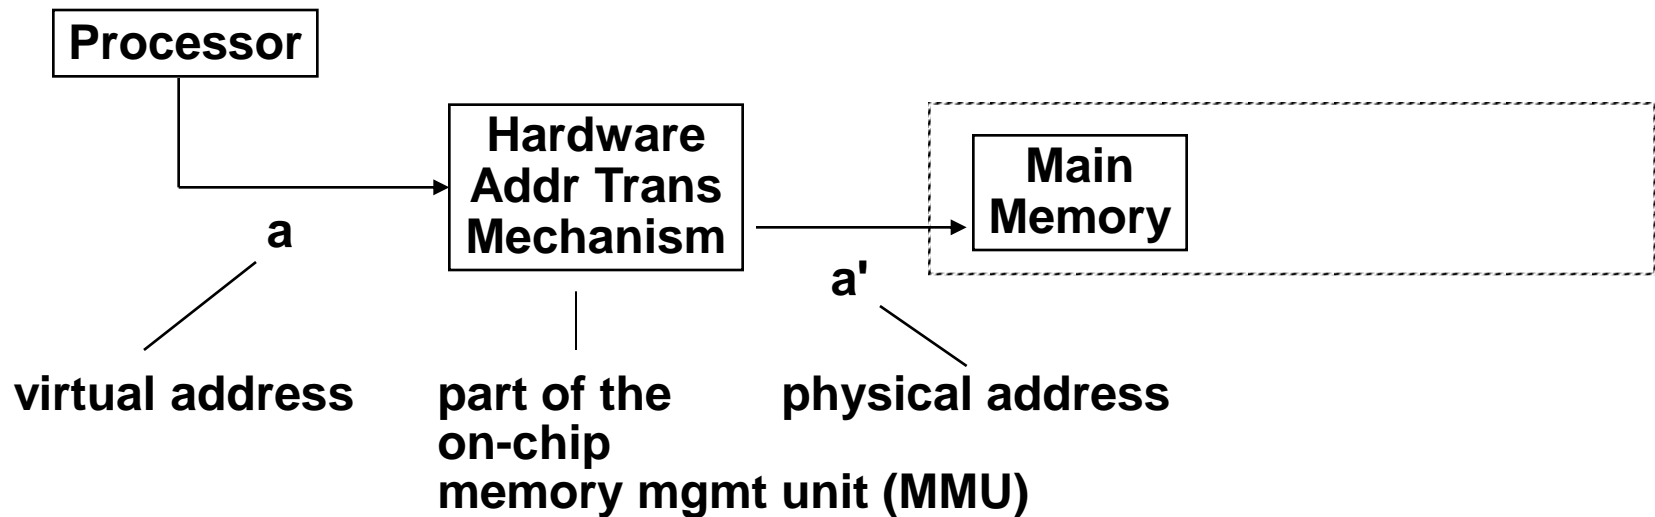 Processor
Hardware
Addr Trans
Mechanism
Main
Memory
a
a'
virtual address
part of the
on-chip
memory mgmt unit (MMU)
physical address